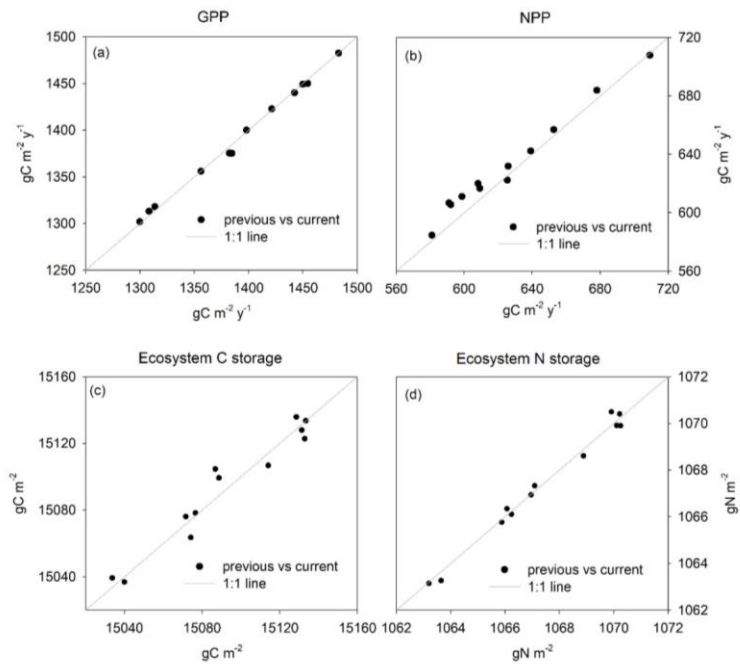 GPP
1500
(a)
gC m⁻² y⁻¹
1450
1400
1350
1300
1250
previous vs current
1:1 line
1250 1300 1350 1400 1450 1500
gC m⁻² y⁻¹
NPP
720
(b)
gC m⁻² y⁻¹
680
640
600
560
previous vs current
1:1 line
560 600 640 680 720
gC m⁻² y⁻¹
Ecosystem C storage
15160
(c)
gC m⁻²
15120
15080
15040
previous vs current
1:1 line
15040 15080 15120 15160
gC m⁻²
Ecosystem N storage
1072
(d)
gN m⁻²
1070
1068
1066
1063
1062
previous vs current
1:1 line
1062 1064 1066 1068 1070 1072
gN m⁻²